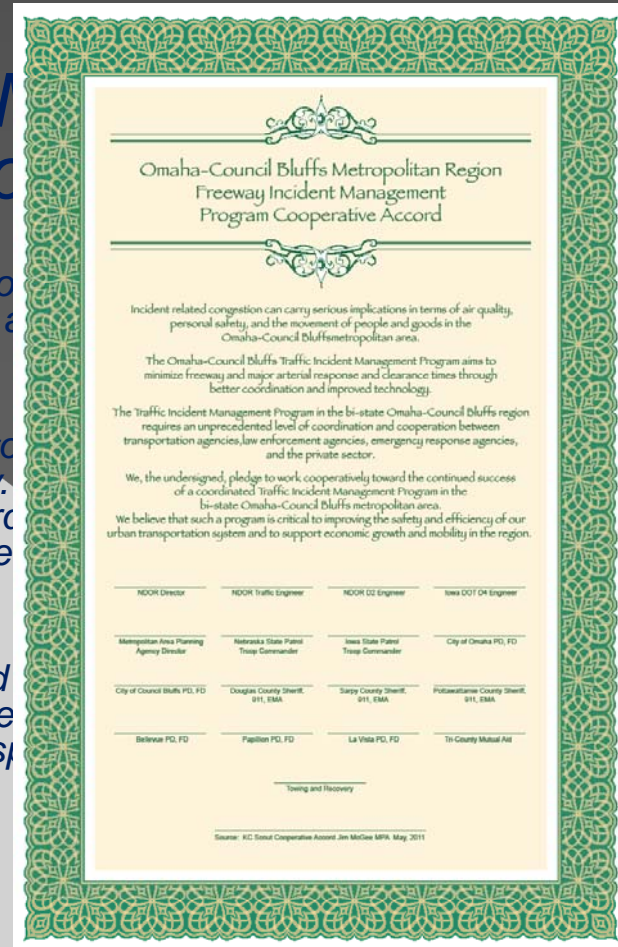 Omaha-Council Bluffs Metropolitan Region
Freeway Incident Management
Program Cooperative Accord
Incident related congestion can carry serious implications in terms of air quality,
personal safety, and the movement of people and goods in the
Omaha-Council Bluffsmetropolitan area.
The Omaha-Council Bluffs Traffic Incident Management Program aims to
minimize freeway and major arterial response and clearance times through
better coordination and improved technology.
The Traffic Incident Management Program in the bi-state Omaha-Council Bluffs region
requires an unprecedented level of coordination and cooperation between
transportation agencies,law enforcement agencies, emergency response agencies,
and the private sector.
We, the undersigned, pledge to work cooperatively toward the continued success
of a coordinated Traffic Incident Management Program in the
bi-state Omaha-Council Bluffs metropolitan area.
We believe that such a program is critical to improving the safety and efficiency of our
urban transportation system and to support economic growth and mobility in the region.
NDOR Director NDOR Traffic Engineer NDOR D2 Engineer Iowa DOT D4 Engineer
Metropolitan Area Planning Nebraska State Patrol Iowa State Patrol City of Omaha PD, FD
Agency Director Troop Commander Troop Commander
City of Council Bluffs PD, FD Douglas County Sheriff, Sarpy County Sheriff, Pottawattamie County Sheriff,
911, EMA 911, EMA 911, EMA
Bellevue PD, FD Papillion PD, FD La Vista PD, FD Tri-County Mutual Aid
Towing and Recovery
Source: KC Scout Cooperative Accord Jim McGee MPA May, 2011